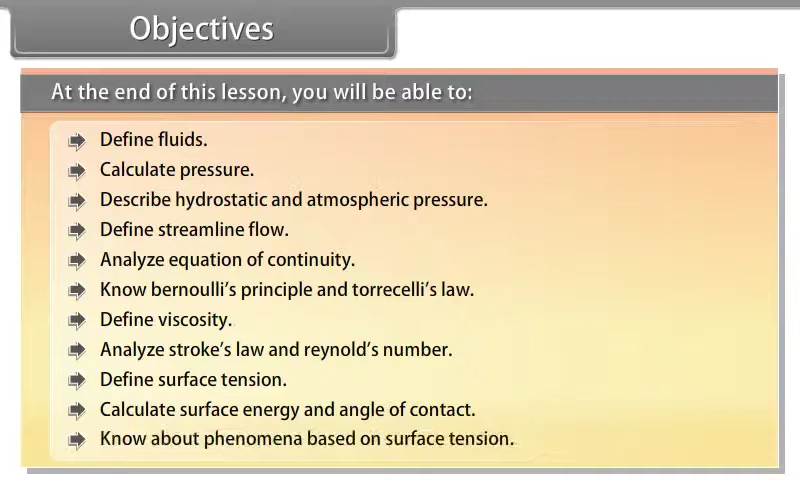 Objectives
At the end of this lesson, you will be able to:
Define fluids.
Calculate pressure.
Describe hydrostatic and atmospheric pressure.
Define streamline flow.
Analyze equation of continuity.
Know bernoulli's principle and torrecelli's law.
Define viscosity.
Analyze stroke's law and reynold's number.
Define surface tension.
Calculate surface energy and angle of contact.
Know about phenomena based on surface tension.